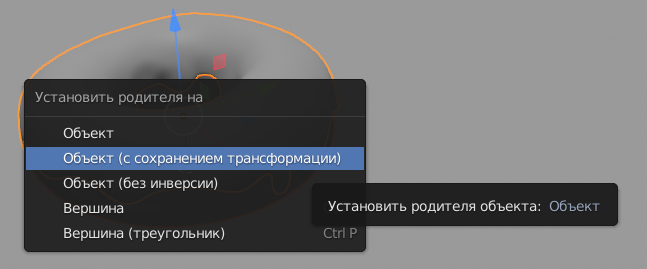 Установить родителя на
Объект
Объект (с сохранением трансформации)
Объект (без инверсии)
Вершина
Вершина (треугольник) Ctrl P
Установить родителя объекта: Объект